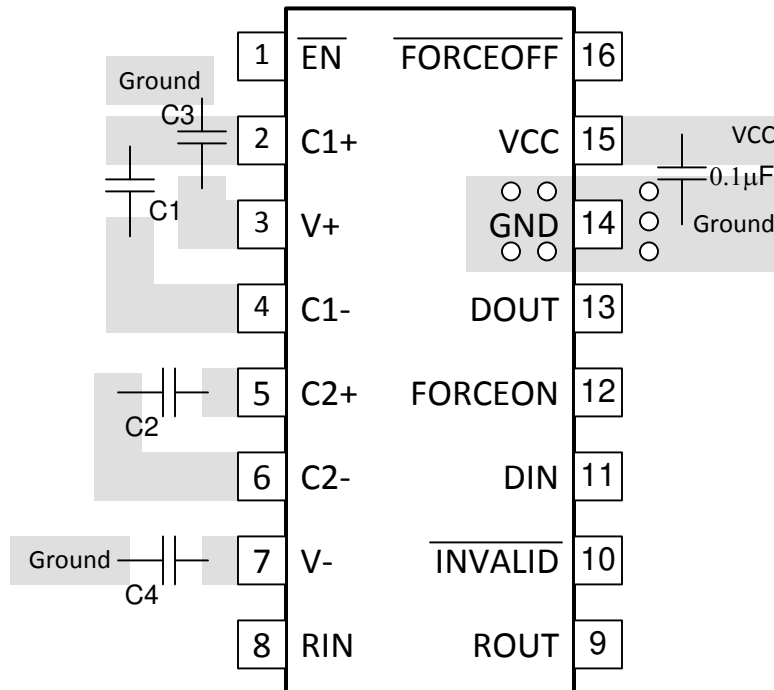 1 EN FORCEOFF 16
Ground
C3
2 C1+ VCC 15 VCC
0.1µF
C1
3 V+ GND 14 Ground
4 C1- DOUT 13
5 C2+ FORCEON 12
C2
6 C2- DIN 11
Ground 7 V- INVALID 10
C4
8 RIN ROUT 9